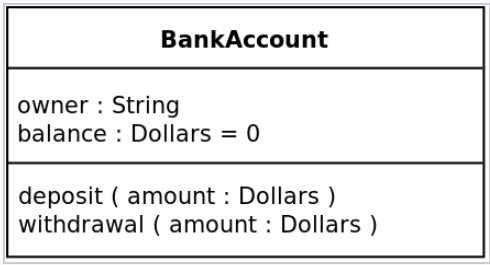 BankAccount
owner : String
balance : Dollars = 0
deposit ( amount : Dollars )
withdrawal ( amount : Dollars )